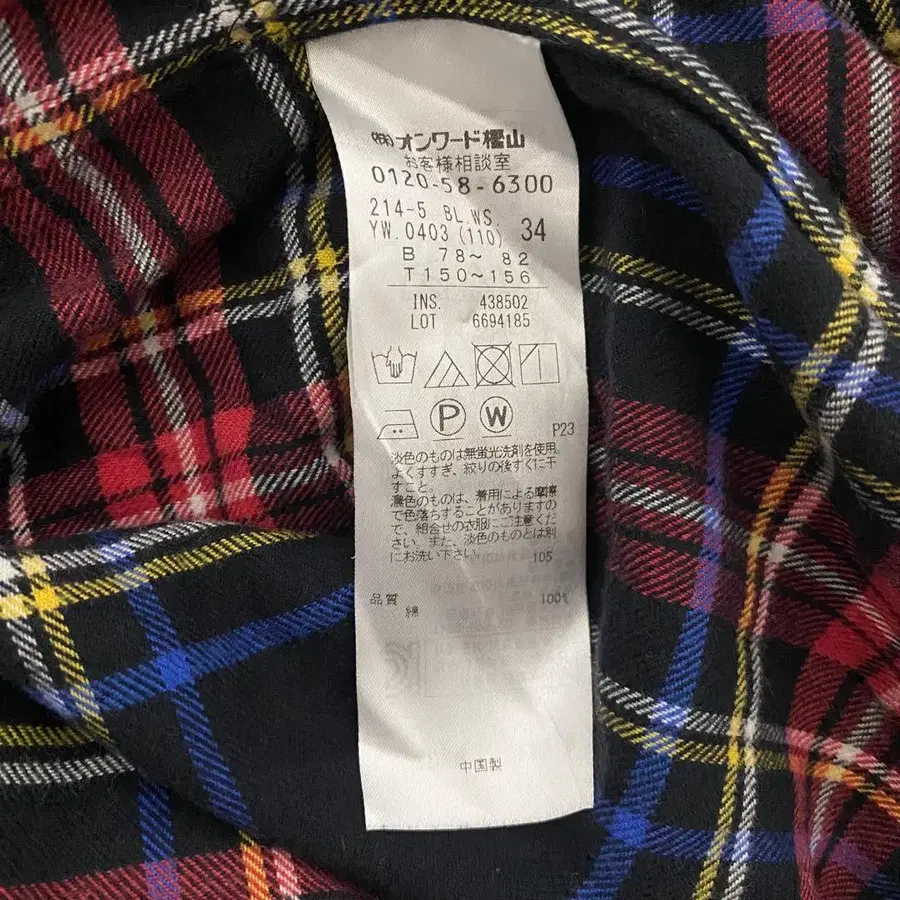 ㈱オンワード樫山
お客様相談室
0120-58-6300
214-5 BL.WS.
YW.0403 (110) 34
B 78~ 82
T150~156
INS. 438502
LOT 6694185
P W
P23
淡色のものは無蛍光洗剤を使用。
よくすすぎ、絞りの後すぐに干
すこと。
濃色のものは、着用による摩擦
で色落ちすることがありますの
で、組合せの衣服にご注意くだ
さい。また、淡色のものとは別
にお洗い下さい。
105
品質
綿 100%
中国製